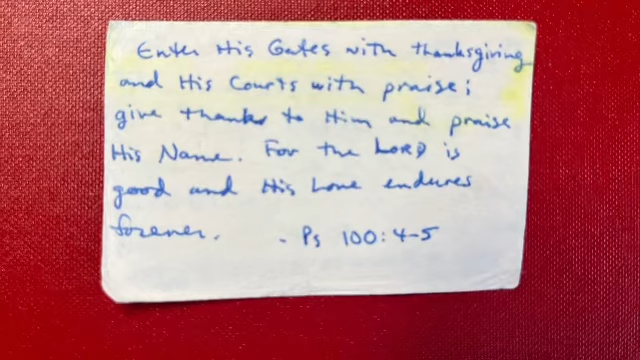 Enter His Gates with thanksgiving
and His Courts with praise;
give thanks to Him and praise
His Name. For the LORD is
good and His Love endures
forever. - Ps 100:4-5